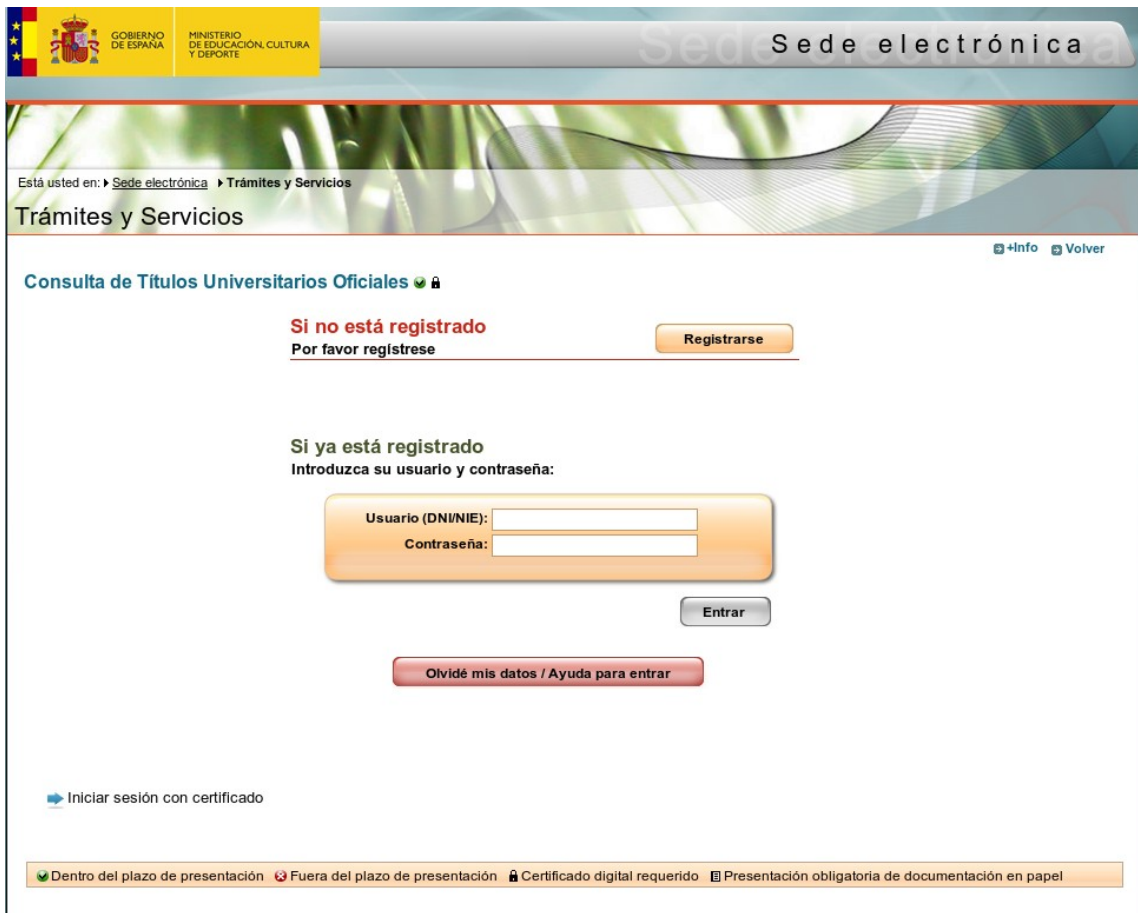 GOBIERNO
DE ESPAÑA
MINISTERIO
DE EDUCACIÓN, CULTURA
Y DEPORTE
Sede electrónica
Sede electrónica
Está usted en: Sede electrónica Trámites y Servicios
Trámites y Servicios
+Info Volver
Consulta de Títulos Universitarios Oficiales
Si no está registrado
Por favor regístrese
Registrarse
Si ya está registrado
Introduzca su usuario y contraseña:
Usuario (DNI/NIE):
Contraseña:
Entrar
Olvidé mis datos / Ayuda para entrar
Iniciar sesión con certificado
Dentro del plazo de presentación Fuera del plazo de presentación Certificado digital requerido Presentación obligatoria de documentación en papel